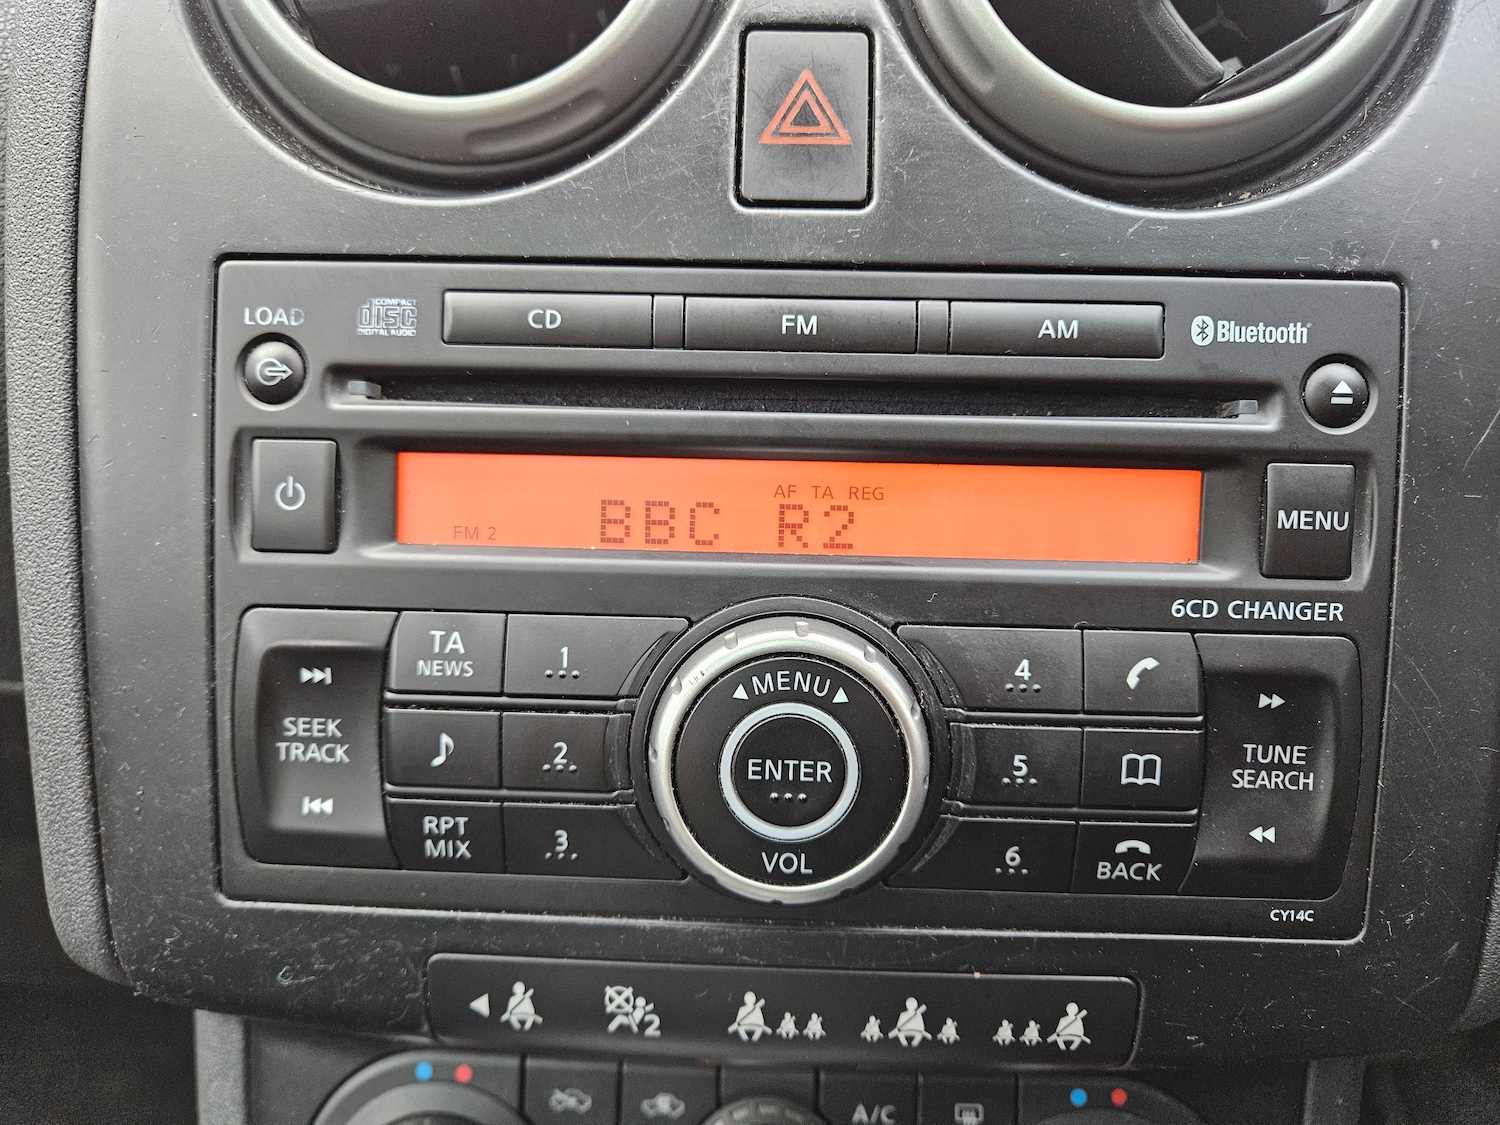 LOAD
COMPACT
disc
DIGITAL AUDIO
CD
FM
AM
Bluetooth
AF TA REG
FM 2
BBC R2
MENU
6CD CHANGER
SEEK
TRACK
TA
NEWS
1
2
RPT
MIX
3
MENU
ENTER
VOL
4
5
6
BACK
TUNE
SEARCH
CY14C
2
A/C